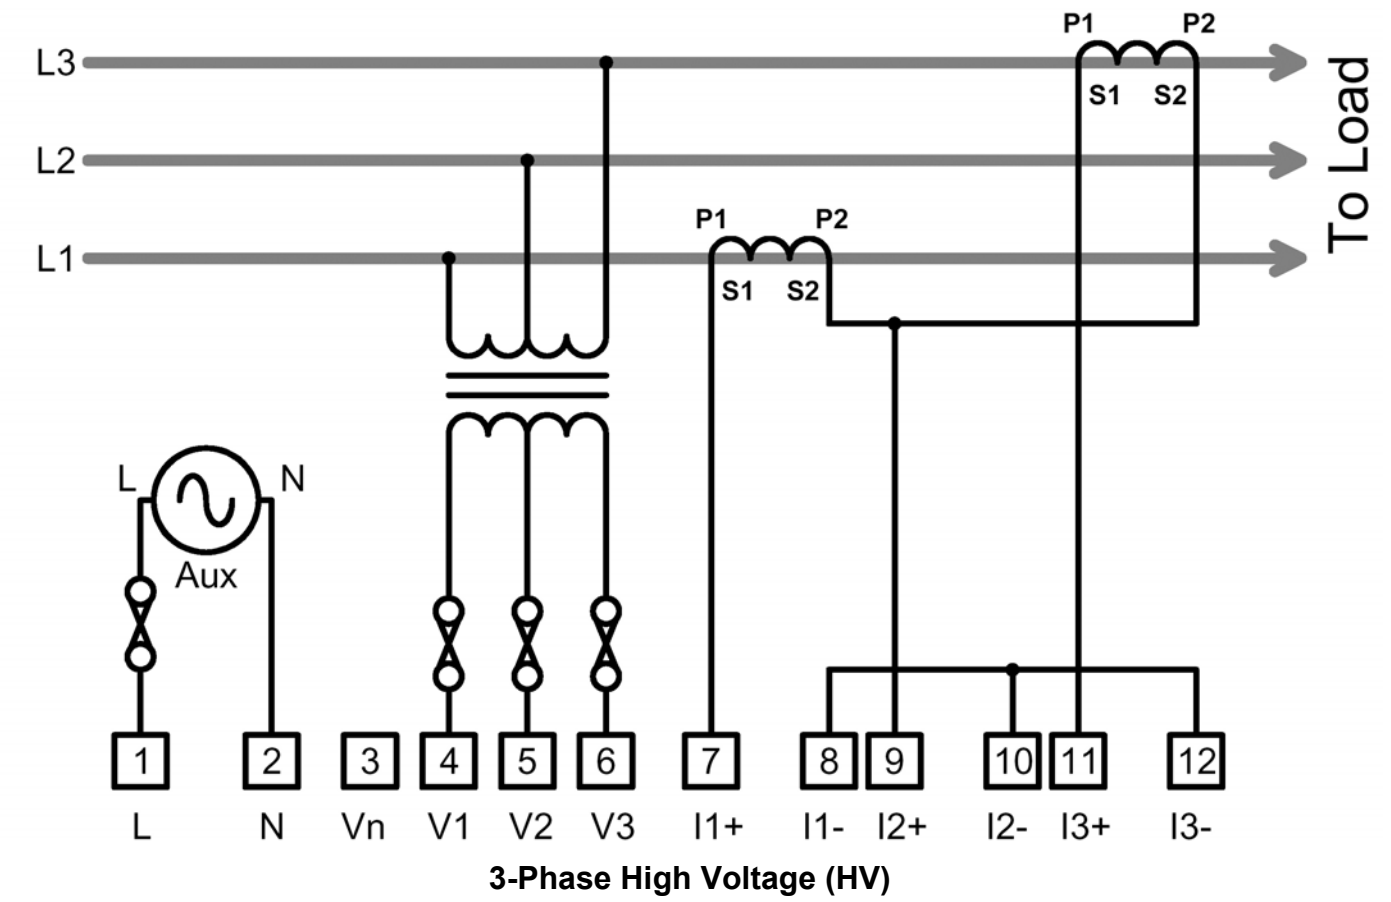 P1 P2
L3
S1 S2
L2
To Load
P1 P2
L1
S1 S2
L N
Aux
1 2 3 4 5 6 7 8 9 10 11 12
L N Vn V1 V2 V3 I1+ I1- I2+ I2- I3+ I3-
3-Phase High Voltage (HV)